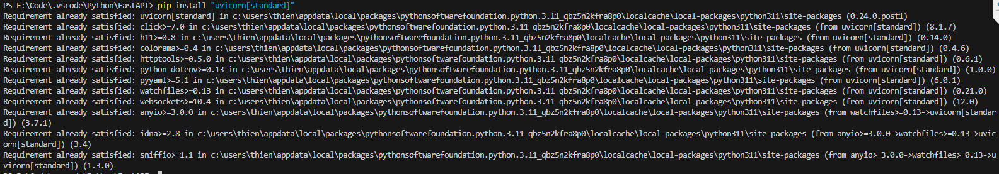 PS E:\Code\.vscode\Python\FastAPI> pip install "uvicorn[standard]"
Requirement already satisfied: uvicorn[standard] in c:\users\thien\appdata\local\packages\pythonsoftwarefoundation.python.3.11_qbz5n2kfra8p0\localcache\local-packages\python311\site-packages (0.24.0.post1)
Requirement already satisfied: click>=7.0 in c:\users\thien\appdata\local\packages\pythonsoftwarefoundation.python.3.11_qbz5n2kfra8p0\localcache\local-packages\python311\site-packages (from uvicorn[standard]) (8.1.7)
Requirement already satisfied: h11>=0.8 in c:\users\thien\appdata\local\packages\pythonsoftwarefoundation.python.3.11_qbz5n2kfra8p0\localcache\local-packages\python311\site-packages (from uvicorn[standard]) (0.14.0)
Requirement already satisfied: colorama>=0.4 in c:\users\thien\appdata\local\packages\pythonsoftwarefoundation.python.3.11_qbz5n2kfra8p0\localcache\local-packages\python311\site-packages (from uvicorn[standard]) (0.4.6)
Requirement already satisfied: httptools>=0.5.0 in c:\users\thien\appdata\local\packages\pythonsoftwarefoundation.python.3.11_qbz5n2kfra8p0\localcache\local-packages\python311\site-packages (from uvicorn[standard]) (0.6.1)
Requirement already satisfied: python-dotenv>=0.13 in c:\users\thien\appdata\local\packages\pythonsoftwarefoundation.python.3.11_qbz5n2kfra8p0\localcache\local-packages\python311\site-packages (from uvicorn[standard]) (1.0.0)
Requirement already satisfied: pyyaml>=5.1 in c:\users\thien\appdata\local\packages\pythonsoftwarefoundation.python.3.11_qbz5n2kfra8p0\localcache\local-packages\python311\site-packages (from uvicorn[standard]) (6.0.1)
Requirement already satisfied: watchfiles>=0.13 in c:\users\thien\appdata\local\packages\pythonsoftwarefoundation.python.3.11_qbz5n2kfra8p0\localcache\local-packages\python311\site-packages (from uvicorn[standard]) (0.21.0)
Requirement already satisfied: websockets>=10.4 in c:\users\thien\appdata\local\packages\pythonsoftwarefoundation.python.3.11_qbz5n2kfra8p0\localcache\local-packages\python311\site-packages (from uvicorn[standard]) (12.0)
Requirement already satisfied: anyio>=3.0.0 in c:\users\thien\appdata\local\packages\pythonsoftwarefoundation.python.3.11_qbz5n2kfra8p0\localcache\local-packages\python311\site-packages (from watchfiles>=0.13->uvicorn[standar
d]) (3.7.1)
Requirement already satisfied: idna>=2.8 in c:\users\thien\appdata\local\packages\pythonsoftwarefoundation.python.3.11_qbz5n2kfra8p0\localcache\local-packages\python311\site-packages (from anyio>=3.0.0->watchfiles>=0.13->uvi
corn[standard]) (3.4)
Requirement already satisfied: sniffio>=1.1 in c:\users\thien\appdata\local\packages\pythonsoftwarefoundation.python.3.11_qbz5n2kfra8p0\localcache\local-packages\python311\site-packages (from anyio>=3.0.0->watchfiles>=0.13->u
vicorn[standard]) (1.3.0)